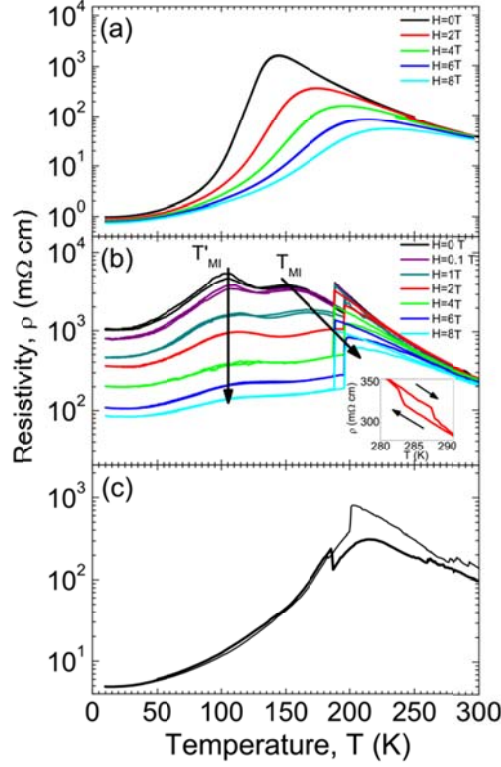 (a)
H=0T
H=2T
H=4T
H=6T
H=8T
10⁴
10³
10²
10¹
10⁰
(b)
T'MI
TMI
H=0 T
H=0.1 T
H=1T
H=2T
H=4T
H=6T
H=8T
10⁴
10³
10²
350
300
ρ (mΩ cm)
280 285 290
T (K)
(c)
10³
10²
10¹
0 50 100 150 200 250 300
Resistivity, ρ (mΩ cm)
Temperature, T (K)